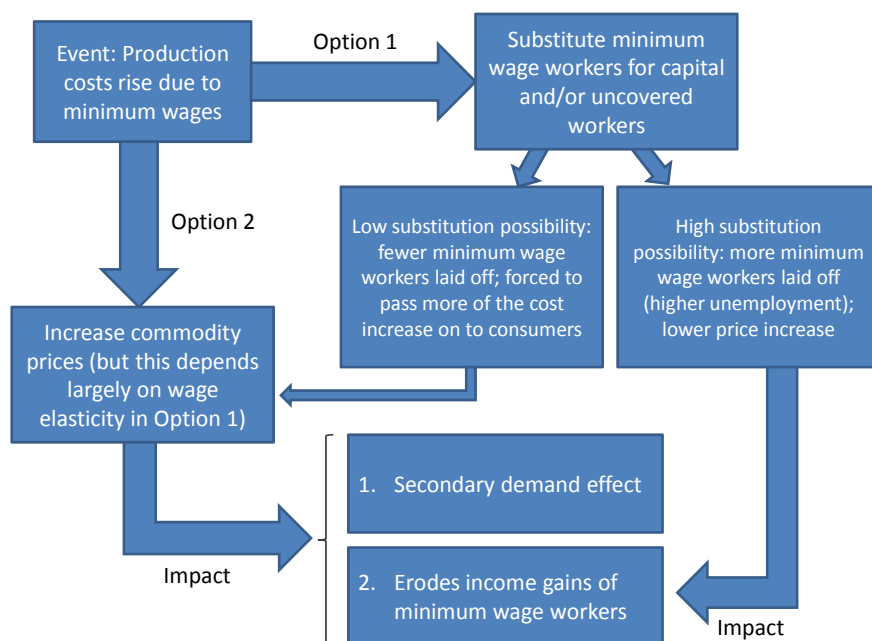 Event: Production
costs rise due to
minimum wages
Option 1
Substitute minimum
wage workers for capital
and/or uncovered
workers
Option 2
Low substitution possibility:
fewer minimum wage
workers laid off; forced to
pass more of the cost
increase on to consumers
High substitution
possibility: more minimum
wage workers laid off
(higher unemployment);
lower price increase
Increase commodity
prices (but this depends
largely on wage
elasticity in Option 1)
1. Secondary demand effect
Impact
2. Erodes income gains of
minimum wage workers
Impact